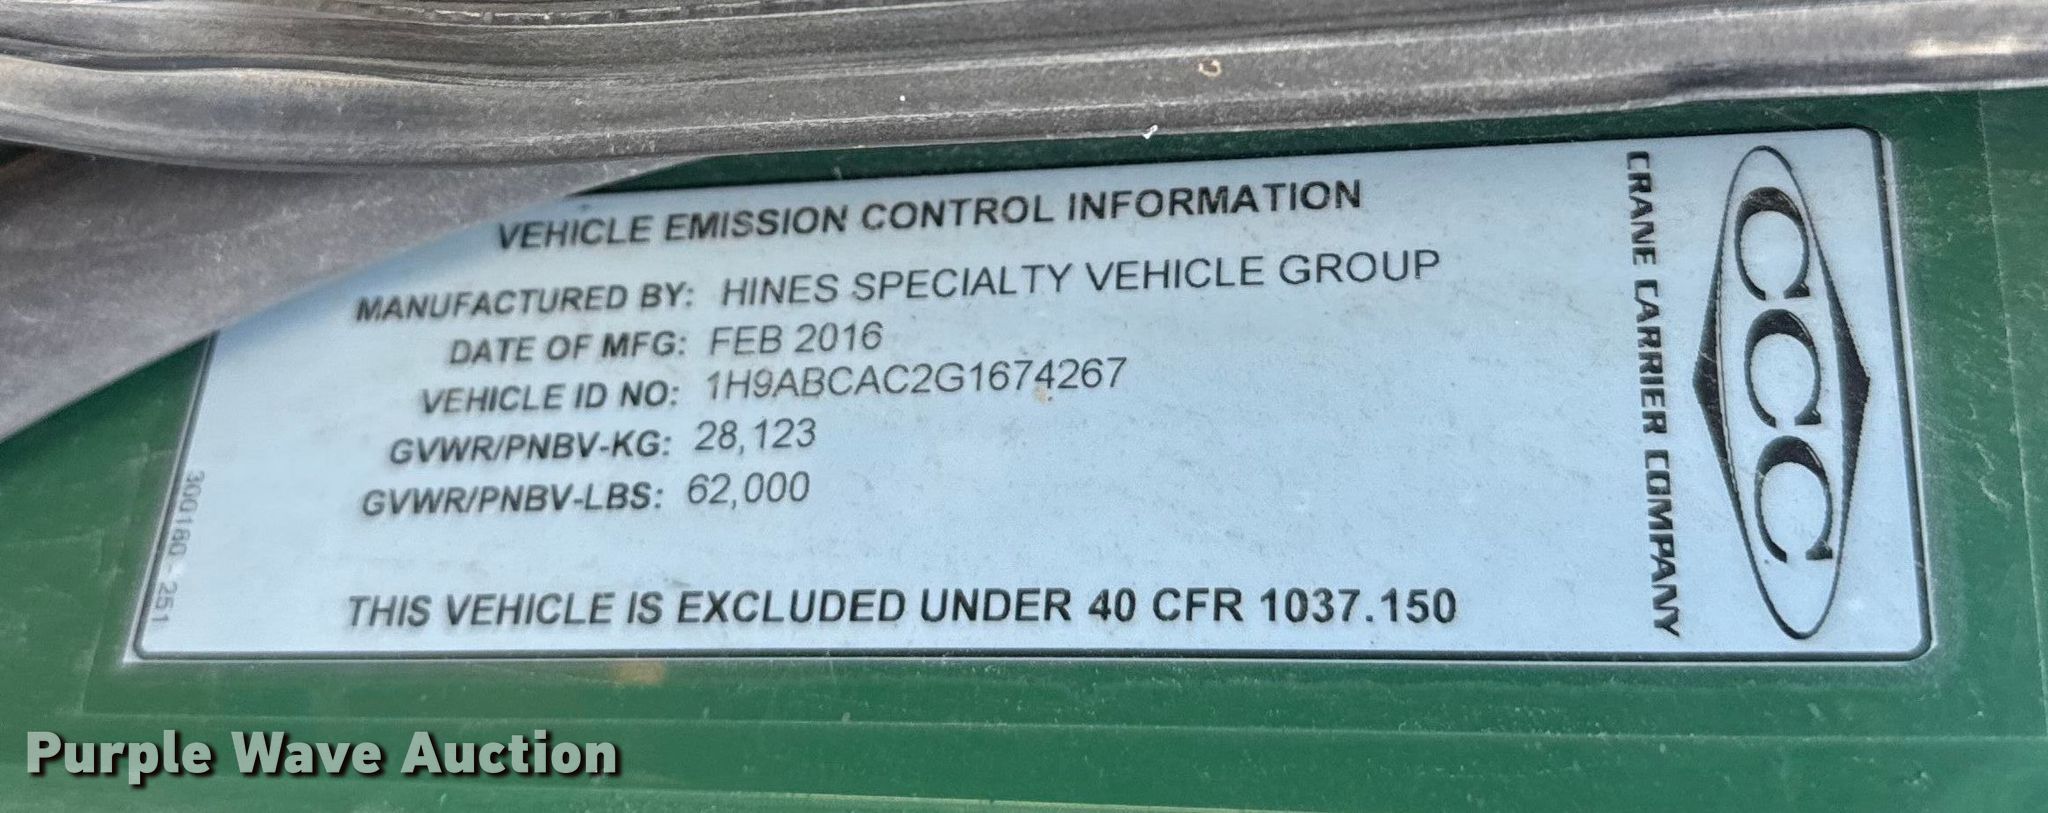 VEHICLE EMISSION CONTROL INFORMATION
MANUFACTURED BY: HINES SPECIALTY VEHICLE GROUP
DATE OF MFG: FEB 2016
VEHICLE ID NO: 1H9ABCAC2G1674267
GVWR/PNBV-KG: 28,123
GVWR/PNBV-LBS: 62,000
THIS VEHICLE IS EXCLUDED UNDER 40 CFR 1037.150
300180 - 2511
CRANE CARRIER COMPANY
CCC
Purple Wave Auction